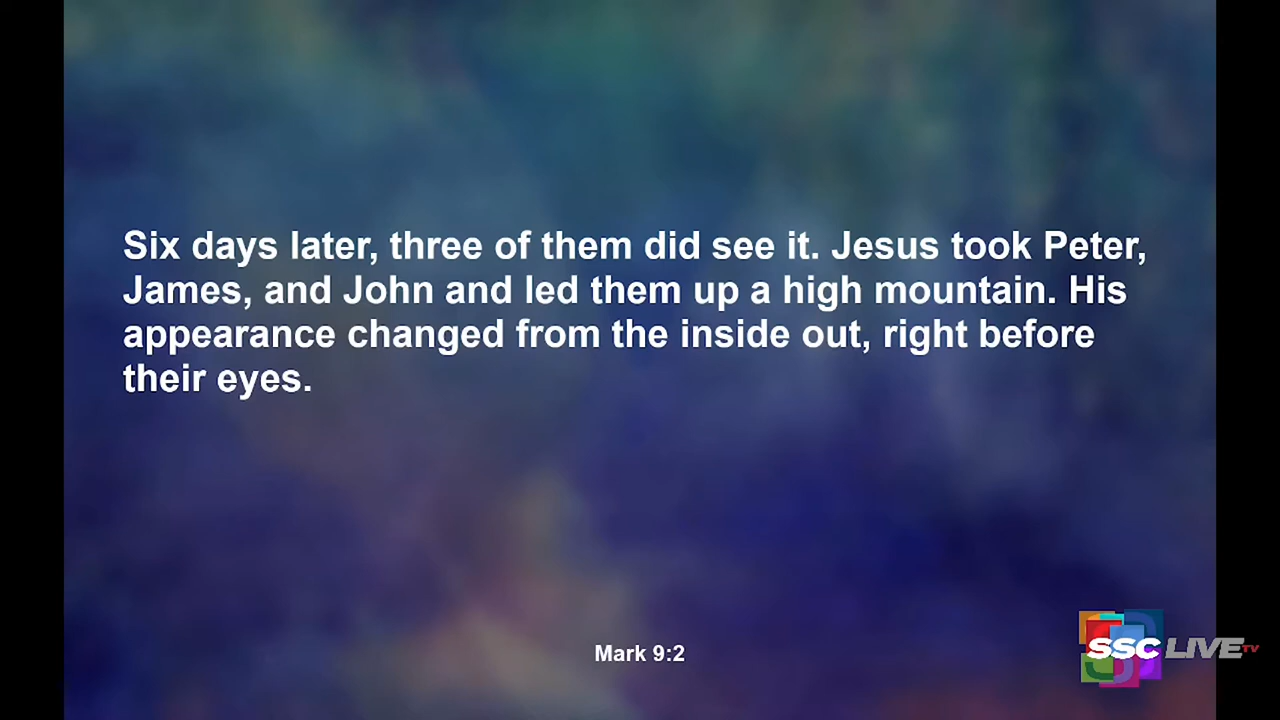 Six days later, three of them did see it. Jesus took Peter,
James, and John and led them up a high mountain. His
appearance changed from the inside out, right before
their eyes.
Mark 9:2
SSC LIVE TV